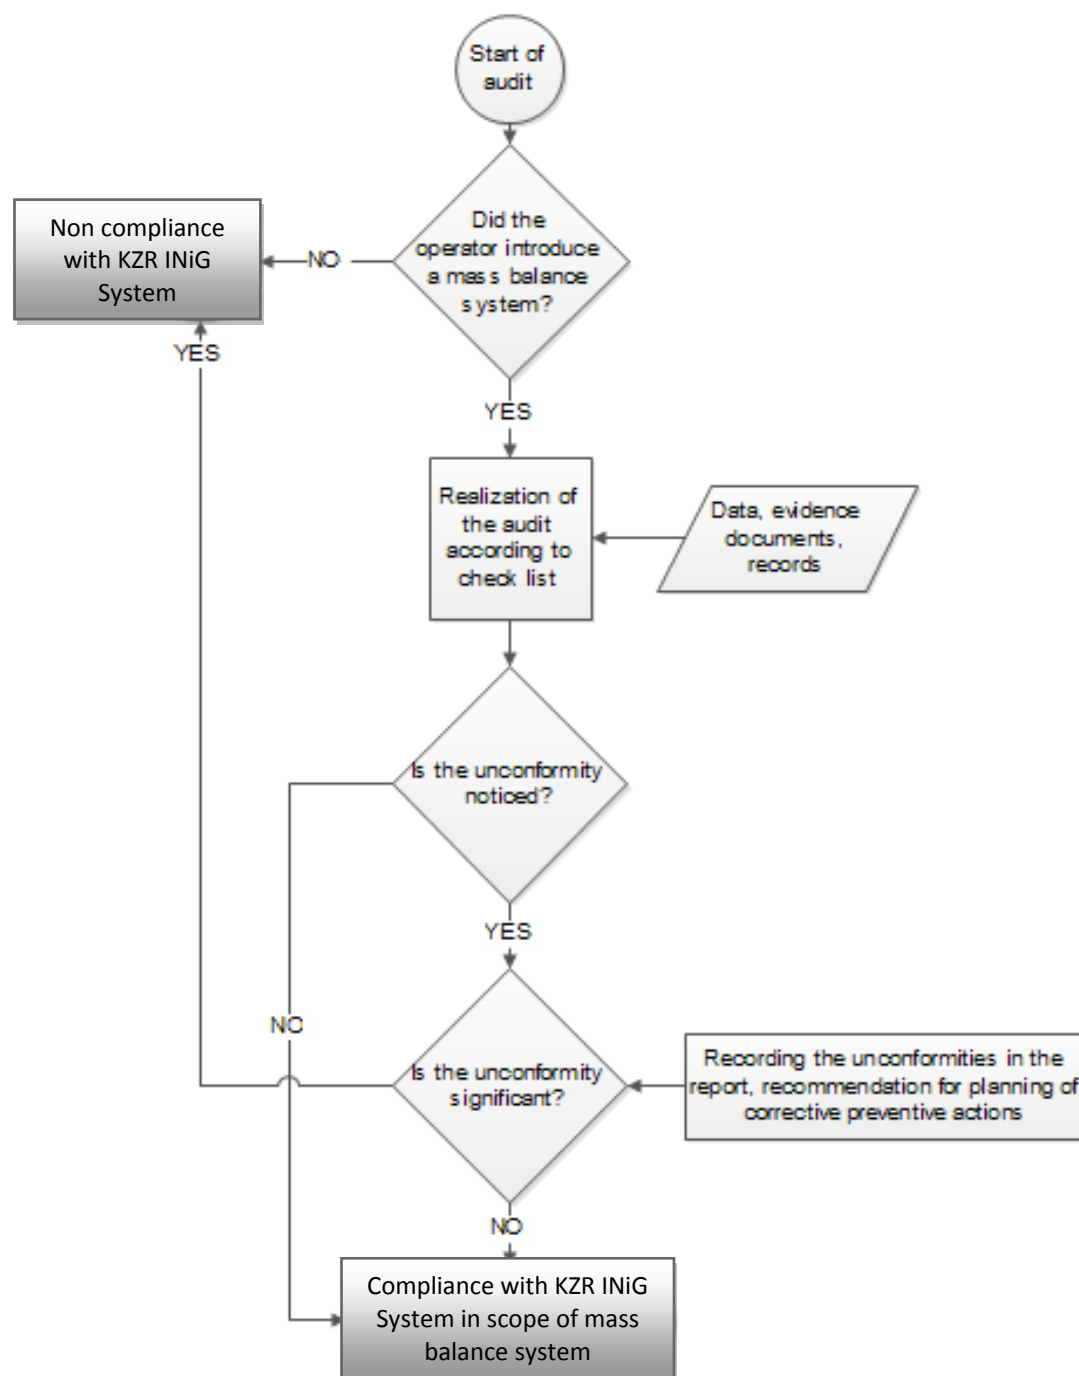 Start of
audit
Did the
operator introduce
a mass balance
system?
NO
Non compliance
with KZR INiG
System
YES
YES
Realization of
the audit
according to
check list
Data, evidence
documents,
records
Is the unconformity
noticed?
YES
NO
Is the unconformity
significant?
Recording the unconformities in the
report, recommendation for planning of
corrective preventive actions
NO
Compliance with KZR INiG
System in scope of mass
balance system